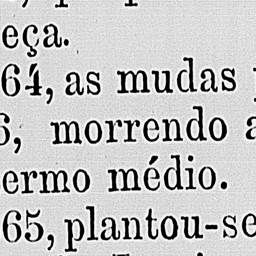 eça.
64, as mudas
6, morrendo a
ermo médio.
65, plantou-se